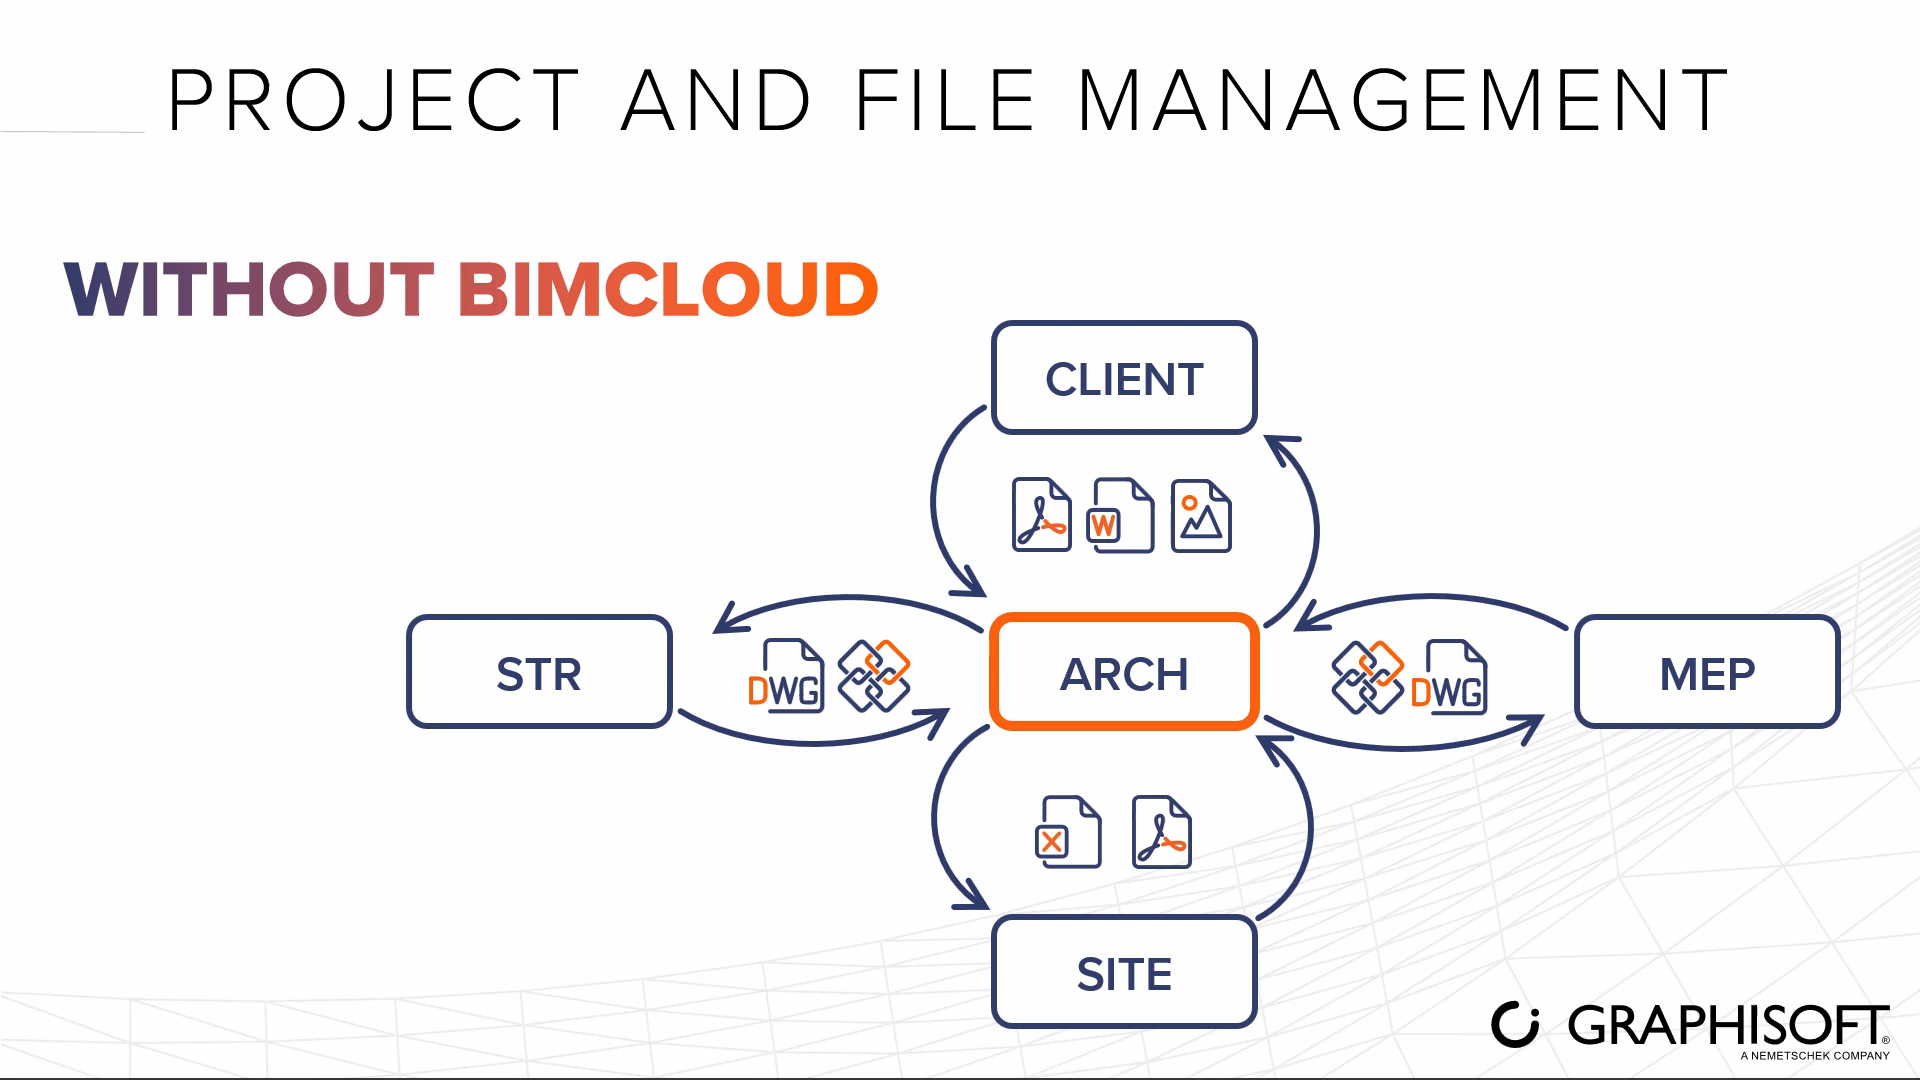 PROJECT AND FILE MANAGEMENT
WITHOUT BIMCLOUD
CLIENT
W
STR
DWG
ARCH
DWG
MEP
X
SITE
GRAPHISOFT®
A NEMETSCHEK COMPANY